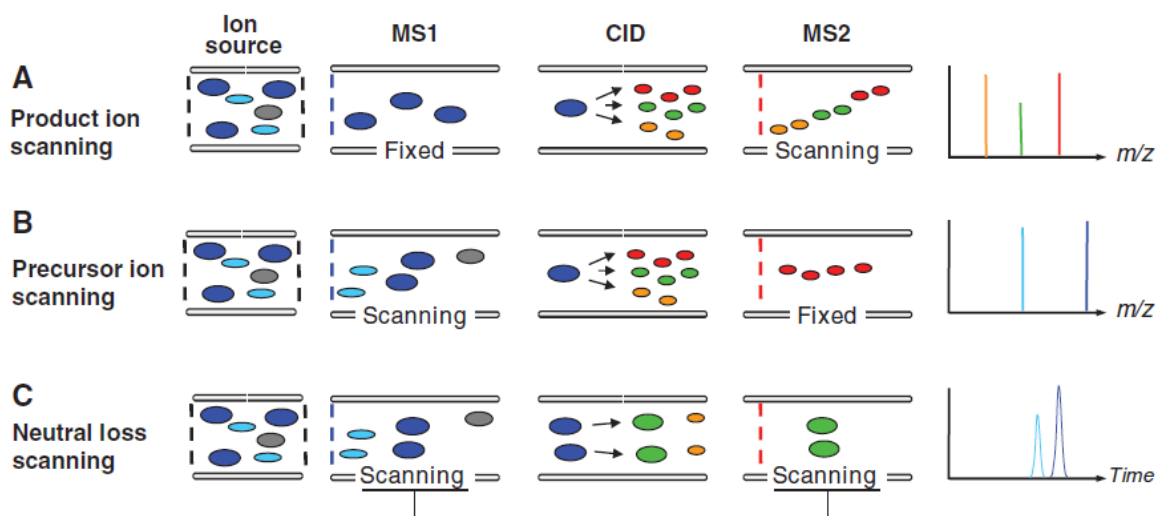 Ion source
MS1
CID
MS2
A
Product ion scanning
Fixed
Scanning
m/z
B
Precursor ion scanning
Scanning
Fixed
m/z
C
Neutral loss scanning
Scanning
Scanning
Time